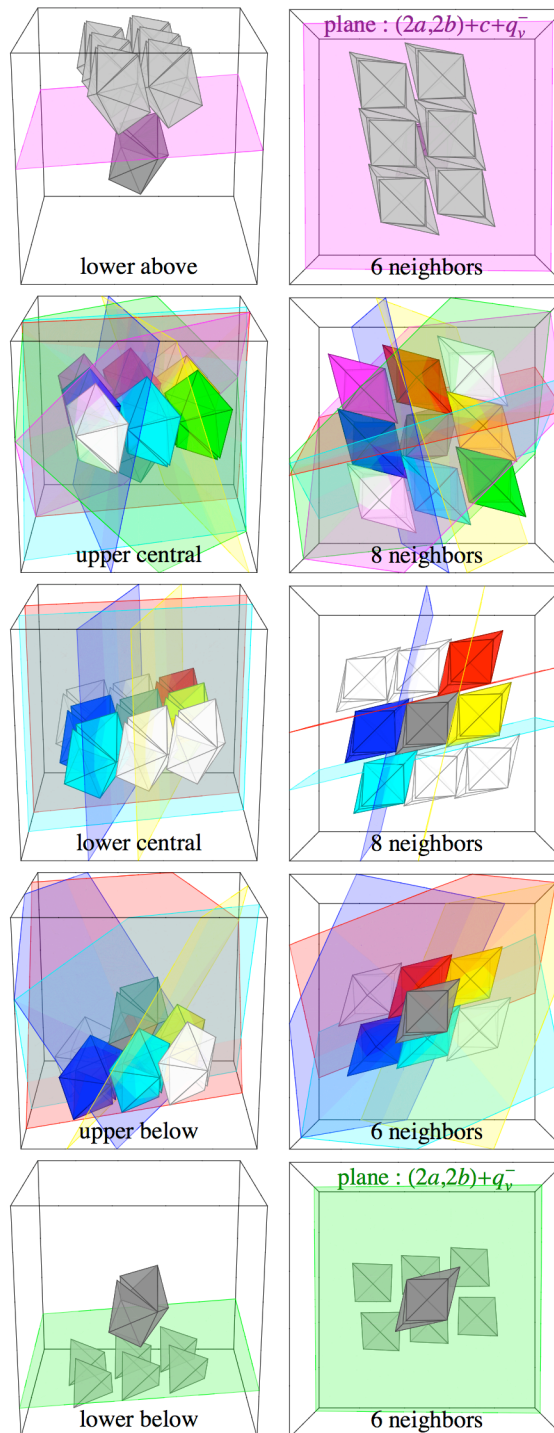 plane : (2a,2b)+c+q_v^-
lower above
6 neighbors
upper central
8 neighbors
lower central
8 neighbors
upper below
6 neighbors
plane : (2a,2b)+q_v^-
lower below
6 neighbors